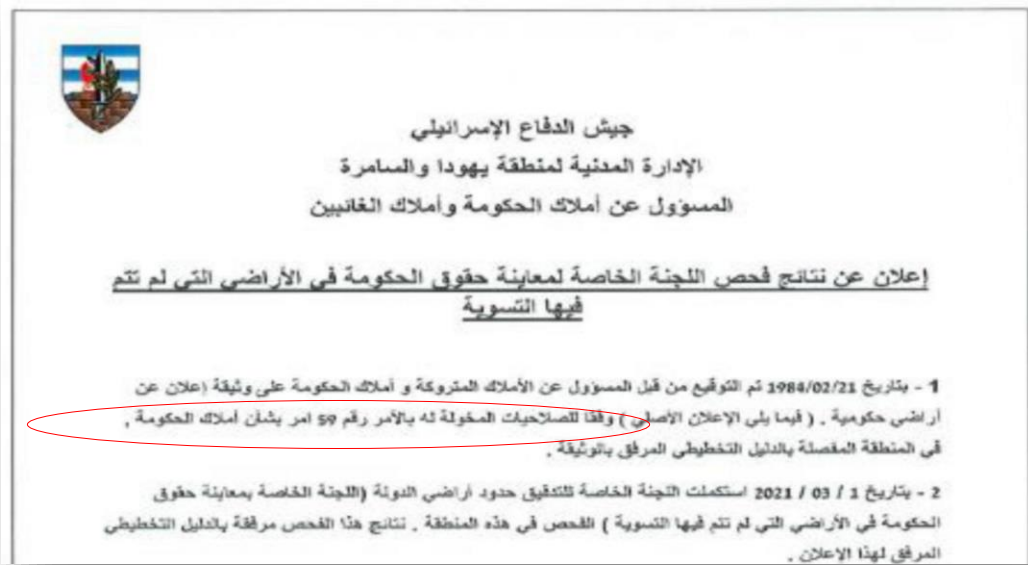 جيش الدفاع الإسرائيلي
الإدارة المدنية لمنطقة يهودا والسامرة
المسؤول عن أملاك الحكومة وأملاك الغائبين
إعلان عن نتائج فحص اللجنة الخاصة لمعاينة حقوق الحكومة في الأراضي التي لم تتم
فيها التسوية
1 - بتاريخ 1984/02/21 تم التوقيع من قبل المسؤول عن الأملاك المتروكة و أملاك الحكومة على وثيقة إعلان عن
أراضي حكومية . ( فيما يلي الإعلان الأصلي ) وفقا للصلاحيات المخولة له بالأمر رقم 59 امر بشأن أملاك الحكومة ,
في المنطقة المفصلة بالدليل التخطيطي المرفق بالوثيقة .
2 - بتاريخ 1 / 03 / 2021 استكملت اللجنة الخاصة للتدقيق حدود أراضي الدولة (اللجنة الخاصة بمعاينة حقوق
الحكومة في الأراضي التي لم تتم فيها التسوية ) الفحص في هذه المنطقة . نتائج هذا الفحص مرفقة بالدليل التخطيطي
المرفق لهذا الإعلان .